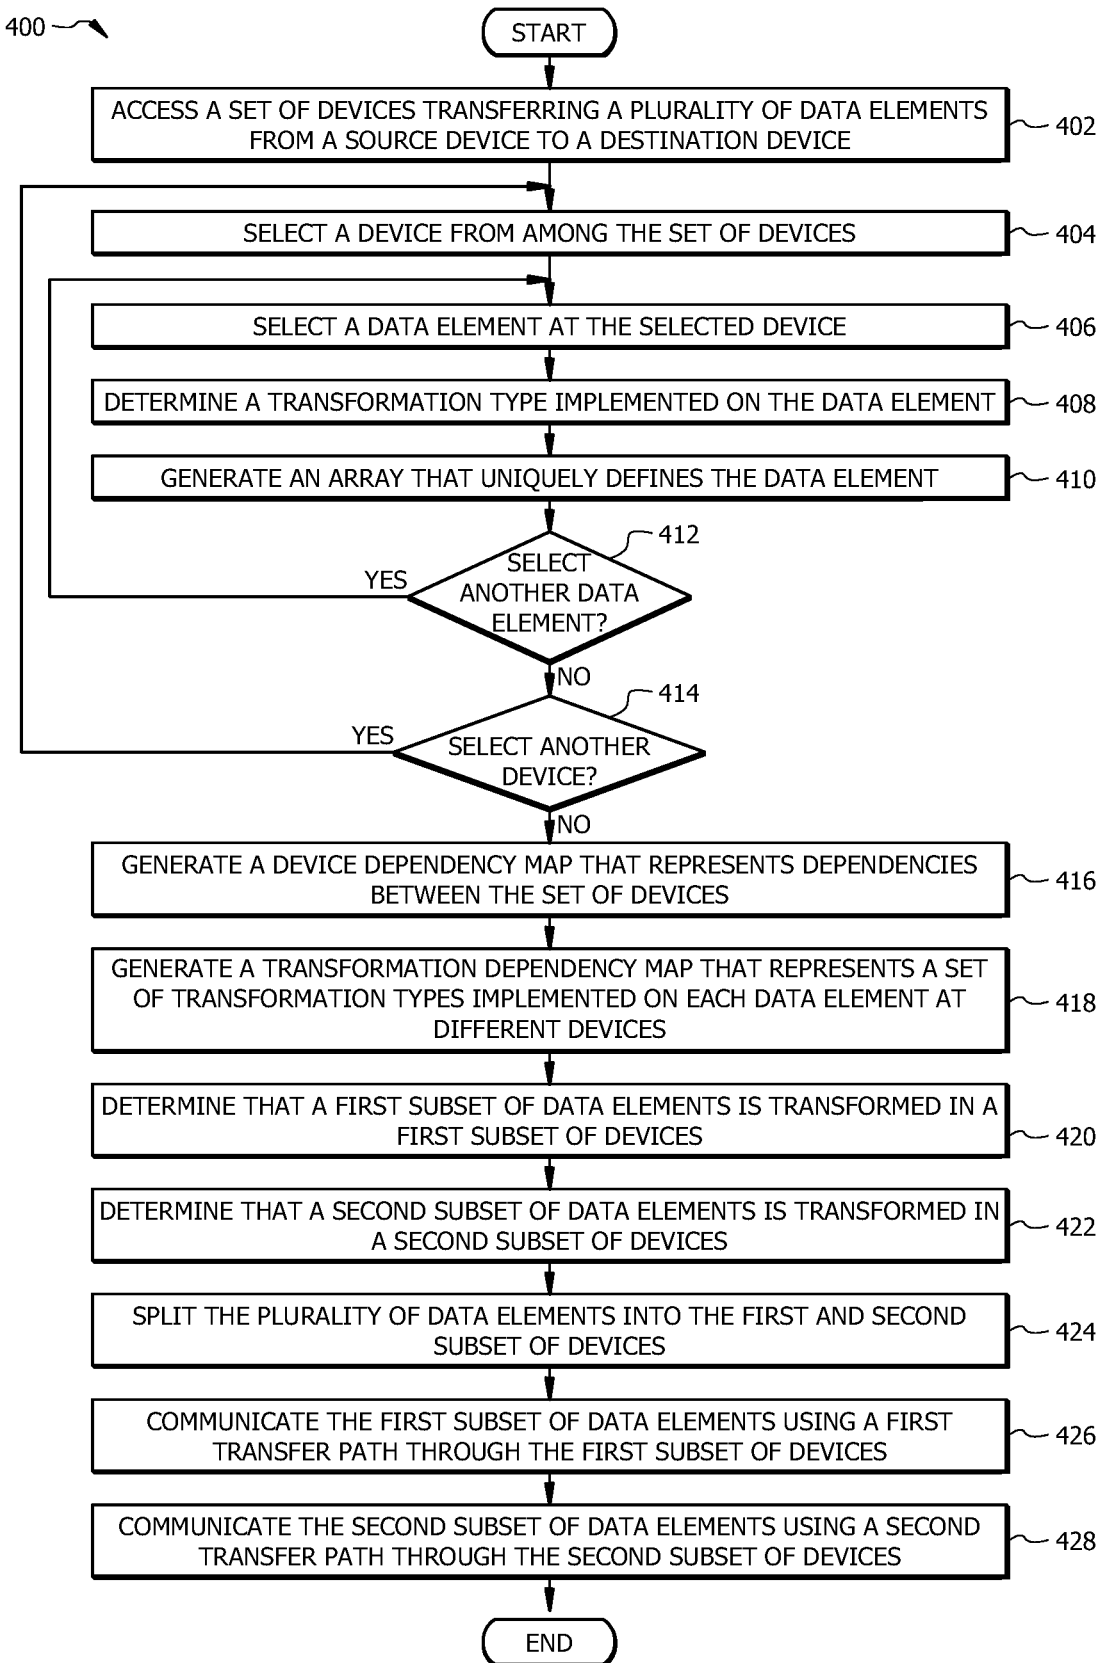 400
START
ACCESS A SET OF DEVICES TRANSFERRING A PLURALITY OF DATA ELEMENTS
FROM A SOURCE DEVICE TO A DESTINATION DEVICE
402
SELECT A DEVICE FROM AMONG THE SET OF DEVICES
404
SELECT A DATA ELEMENT AT THE SELECTED DEVICE
406
DETERMINE A TRANSFORMATION TYPE IMPLEMENTED ON THE DATA ELEMENT
408
GENERATE AN ARRAY THAT UNIQUELY DEFINES THE DATA ELEMENT
410
412
SELECT
ANOTHER DATA
ELEMENT?
YES
NO
414
SELECT ANOTHER
DEVICE?
YES
NO
GENERATE A DEVICE DEPENDENCY MAP THAT REPRESENTS DEPENDENCIES
BETWEEN THE SET OF DEVICES
416
GENERATE A TRANSFORMATION DEPENDENCY MAP THAT REPRESENTS A SET
OF TRANSFORMATION TYPES IMPLEMENTED ON EACH DATA ELEMENT AT
DIFFERENT DEVICES
418
DETERMINE THAT A FIRST SUBSET OF DATA ELEMENTS IS TRANSFORMED IN A
FIRST SUBSET OF DEVICES
420
DETERMINE THAT A SECOND SUBSET OF DATA ELEMENTS IS TRANSFORMED IN
A SECOND SUBSET OF DEVICES
422
SPLIT THE PLURALITY OF DATA ELEMENTS INTO THE FIRST AND SECOND
SUBSET OF DEVICES
424
COMMUNICATE THE FIRST SUBSET OF DATA ELEMENTS USING A FIRST
TRANSFER PATH THROUGH THE FIRST SUBSET OF DEVICES
426
COMMUNICATE THE SECOND SUBSET OF DATA ELEMENTS USING A SECOND
TRANSFER PATH THROUGH THE SECOND SUBSET OF DEVICES
428
END